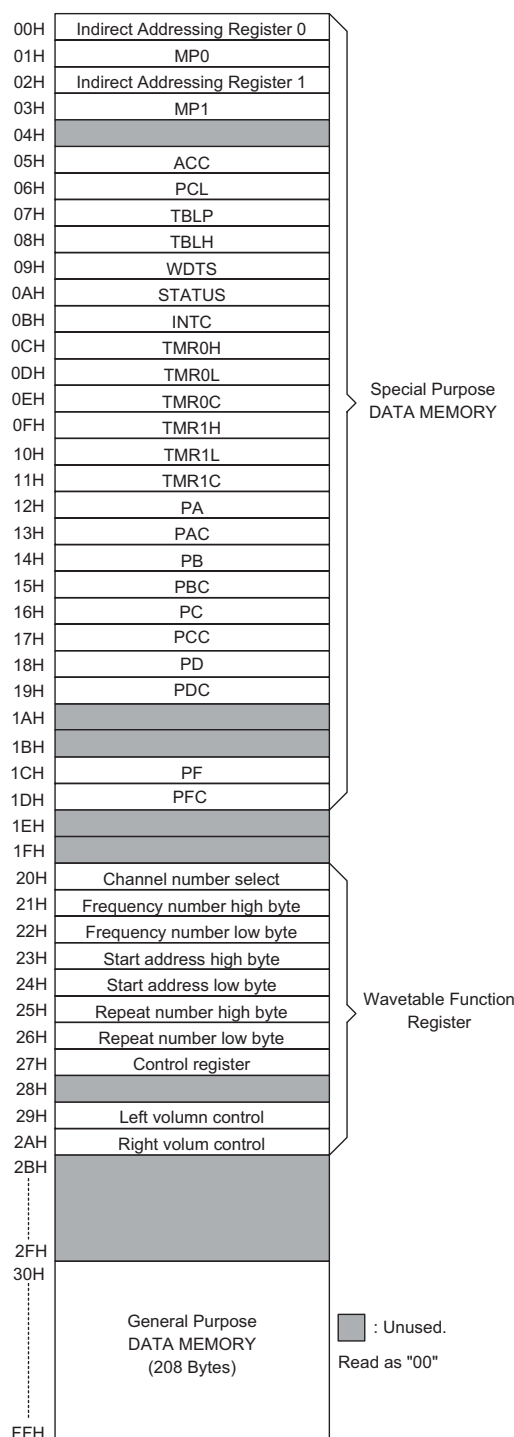 00H Indirect Addressing Register 0
01H MP0
02H Indirect Addressing Register 1
03H MP1
04H
05H ACC
06H PCL
07H TBLP
08H TBLH
09H WDTS
0AH STATUS
0BH INTC
0CH TMR0H
0DH TMR0L
0EH TMR0C
0FH TMR1H
10H TMR1L
11H TMR1C
12H PA
13H PAC
14H PB
15H PBC
16H PC
17H PCC
18H PD
19H PDC
1AH
1BH
1CH PF
1DH PFC
Special Purpose
DATA MEMORY
1EH
1FH
20H Channel number select
21H Frequency number high byte
22H Frequency number low byte
23H Start address high byte
24H Start address low byte
25H Repeat number high byte
26H Repeat number low byte
27H Control register
28H
29H Left volumn control
2AH Right volum control
Wavetable Function
Register
2BH
2FH
30H
General Purpose
DATA MEMORY
(208 Bytes)
FFH
: Unused.
Read as "00"